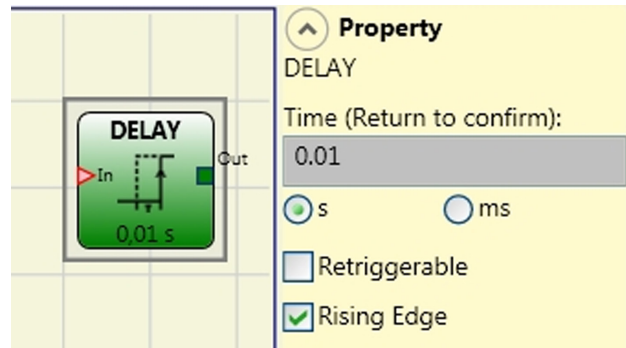 DELAY
In
Out
0,01 s
Property
DELAY
Time (Return to confirm):
0.01
s
ms
Retriggerable
Rising Edge